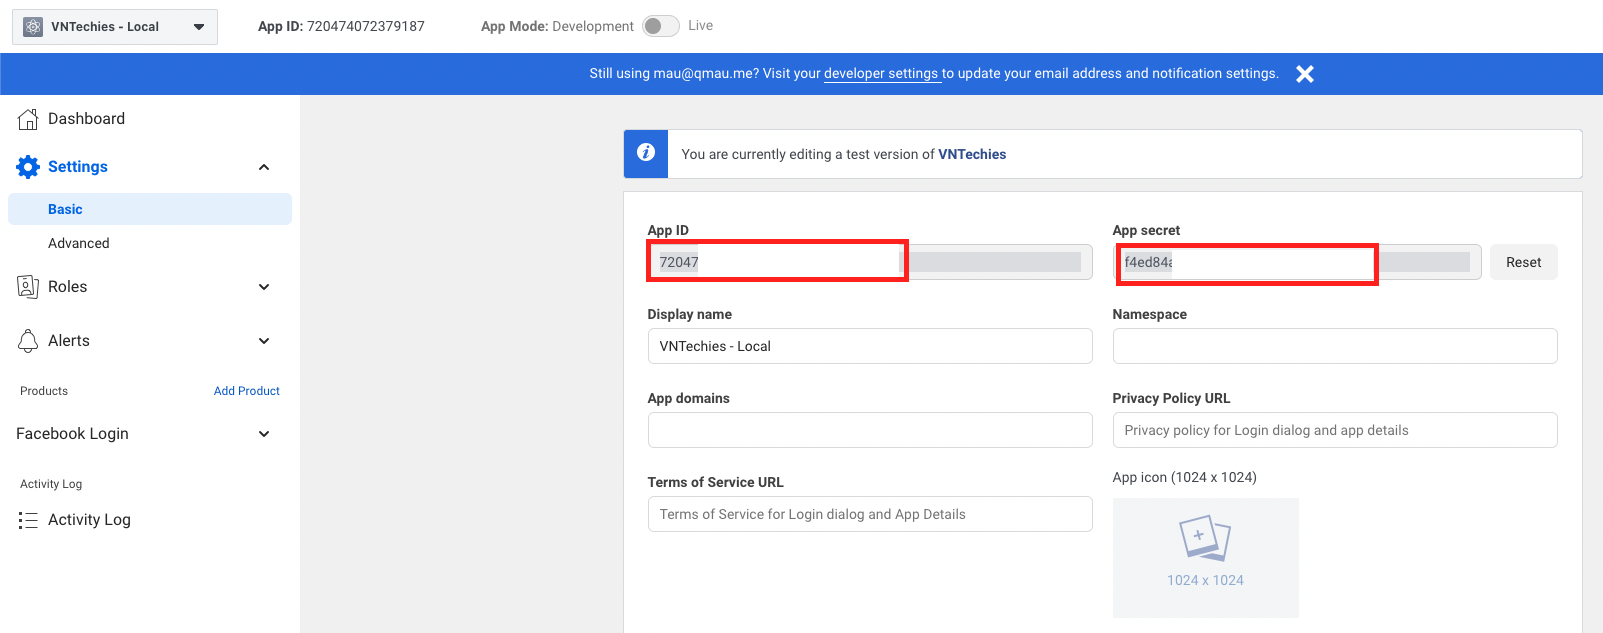 VNTechies - Local
App ID: 720474072379187
App Mode: Development Live
Still using mau@qmau.me? Visit your developer settings to update your email address and notification settings.
Dashboard
Settings
Basic
Advanced
Roles
Alerts
Products Add Product
Facebook Login
Activity Log
Activity Log
You are currently editing a test version of VNTechies
App ID
72047
App secret
f4ed84a
Reset
Display name
VNTechies - Local
Namespace
App domains
Privacy Policy URL
Privacy policy for Login dialog and app details
Terms of Service URL
Terms of Service for Login dialog and App Details
App icon (1024 x 1024)
1024 x 1024